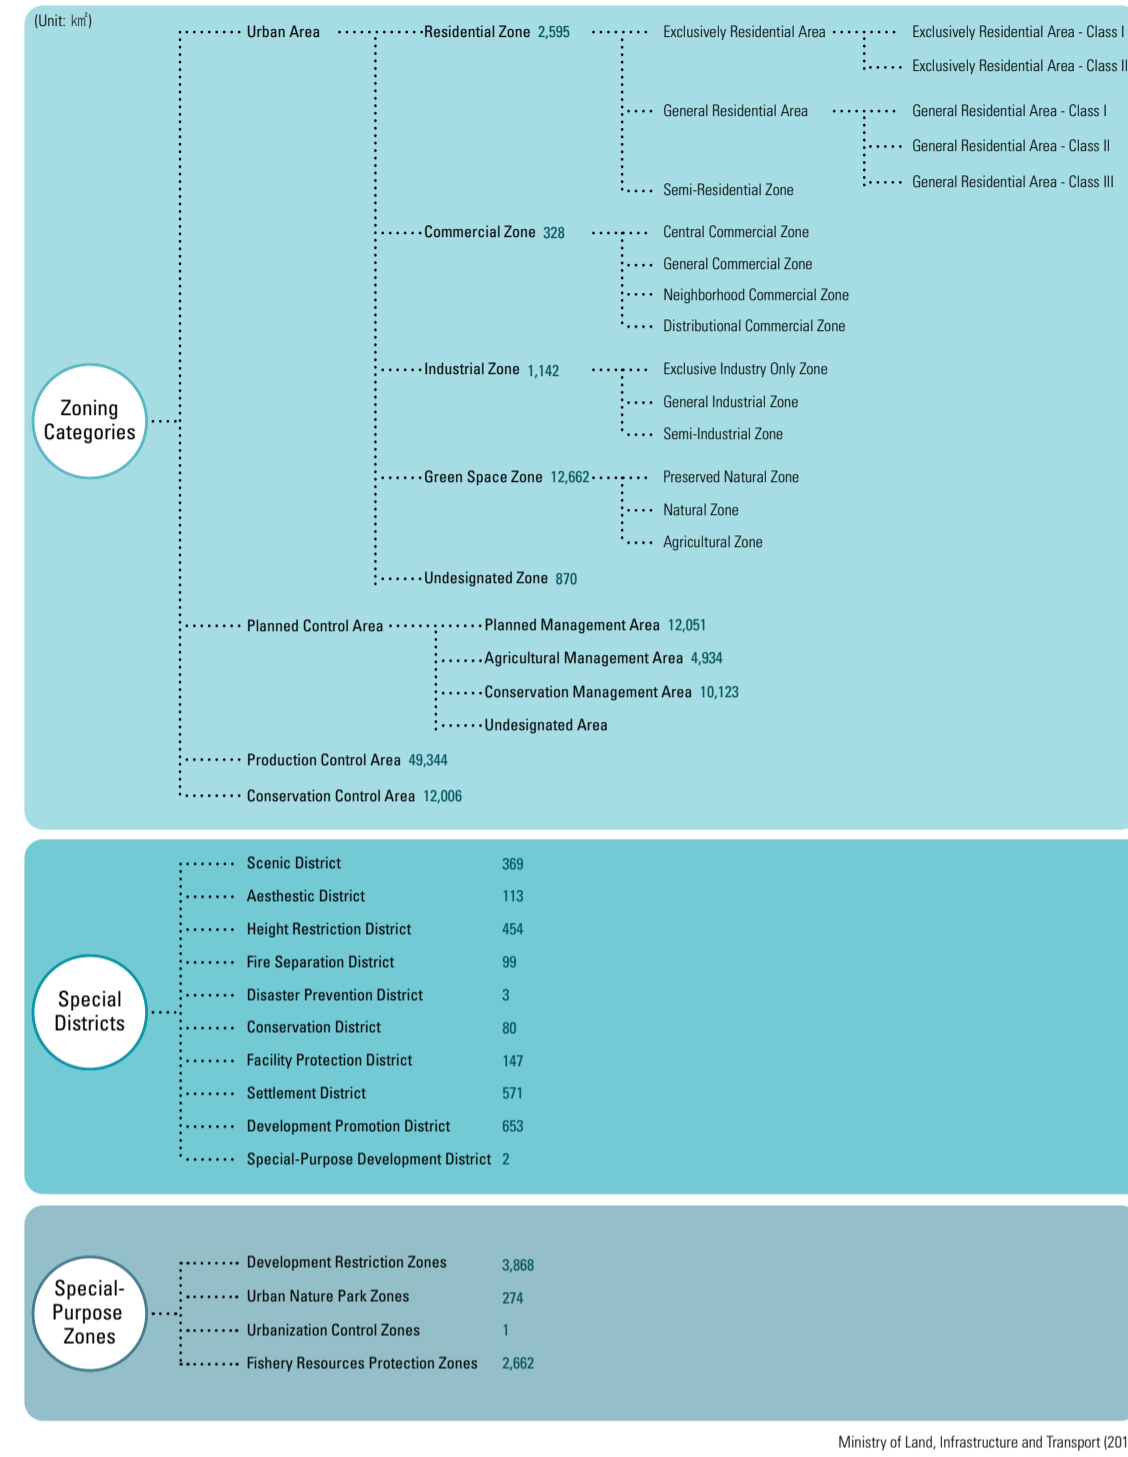 (Unit: ㎢)
Urban Area
Residential Zone 2,595
Exclusively Residential Area
Exclusively Residential Area - Class I
Exclusively Residential Area - Class II
General Residential Area
General Residential Area - Class I
General Residential Area - Class II
General Residential Area - Class III
Semi-Residential Zone
Commercial Zone 328
Central Commercial Zone
General Commercial Zone
Neighborhood Commercial Zone
Distributional Commercial Zone
Industrial Zone 1,142
Exclusive Industry Only Zone
General Industrial Zone
Semi-Industrial Zone
Zoning
Categories
Green Space Zone 12,662
Preserved Natural Zone
Natural Zone
Agricultural Zone
Undesignated Zone 870
Planned Control Area
Planned Management Area 12,051
Agricultural Management Area 4,934
Conservation Management Area 10,123
Undesignated Area
Production Control Area 49,344
Conservation Control Area 12,006
Special
Districts
Scenic District 369
Aesthestic District 113
Height Restriction District 454
Fire Separation District 99
Disaster Prevention District 3
Conservation District 80
Facility Protection District 147
Settlement District 571
Development Promotion District 653
Special-Purpose Development District 2
Special-
Purpose
Zones
Development Restriction Zones 3,868
Urban Nature Park Zones 274
Urbanization Control Zones 1
Fishery Resources Protection Zones 2,662
Ministry of Land, Infrastructure and Transport (201